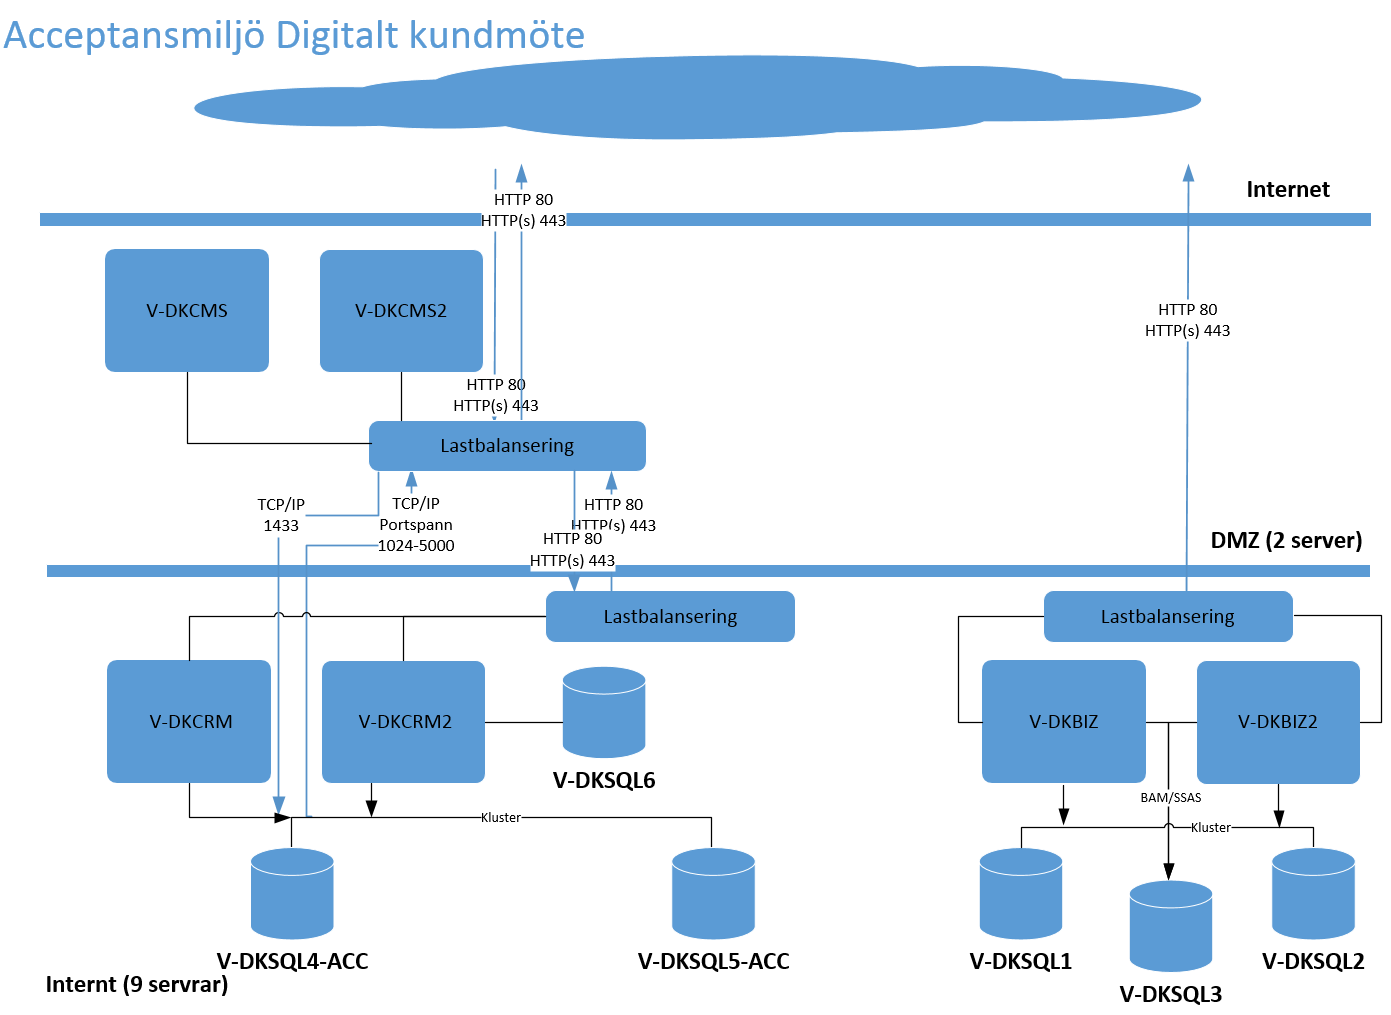 Acceptansmiljö Digitalt kundmöte
Internet
HTTP 80
HTTP(s) 443
V-DKCMS
V-DKCMS2
HTTP 80
HTTP(s) 443
HTTP 80
HTTP(s) 443
Lastbalansering
TCP/IP
1433
TCP/IP
Portspann
1024-5000
HTTP 80
HTTP(s) 443
HTTP 80
HTTP(s) 443
DMZ (2 server)
Lastbalansering
Lastbalansering
V-DKCRM
V-DKCRM2
V-DKSQL6
V-DKBIZ
V-DKBIZ2
BAM/SSAS
Kluster
Kluster
V-DKSQL4-ACC
V-DKSQL5-ACC
V-DKSQL1
V-DKSQL2
Internt (9 servrar)
V-DKSQL3